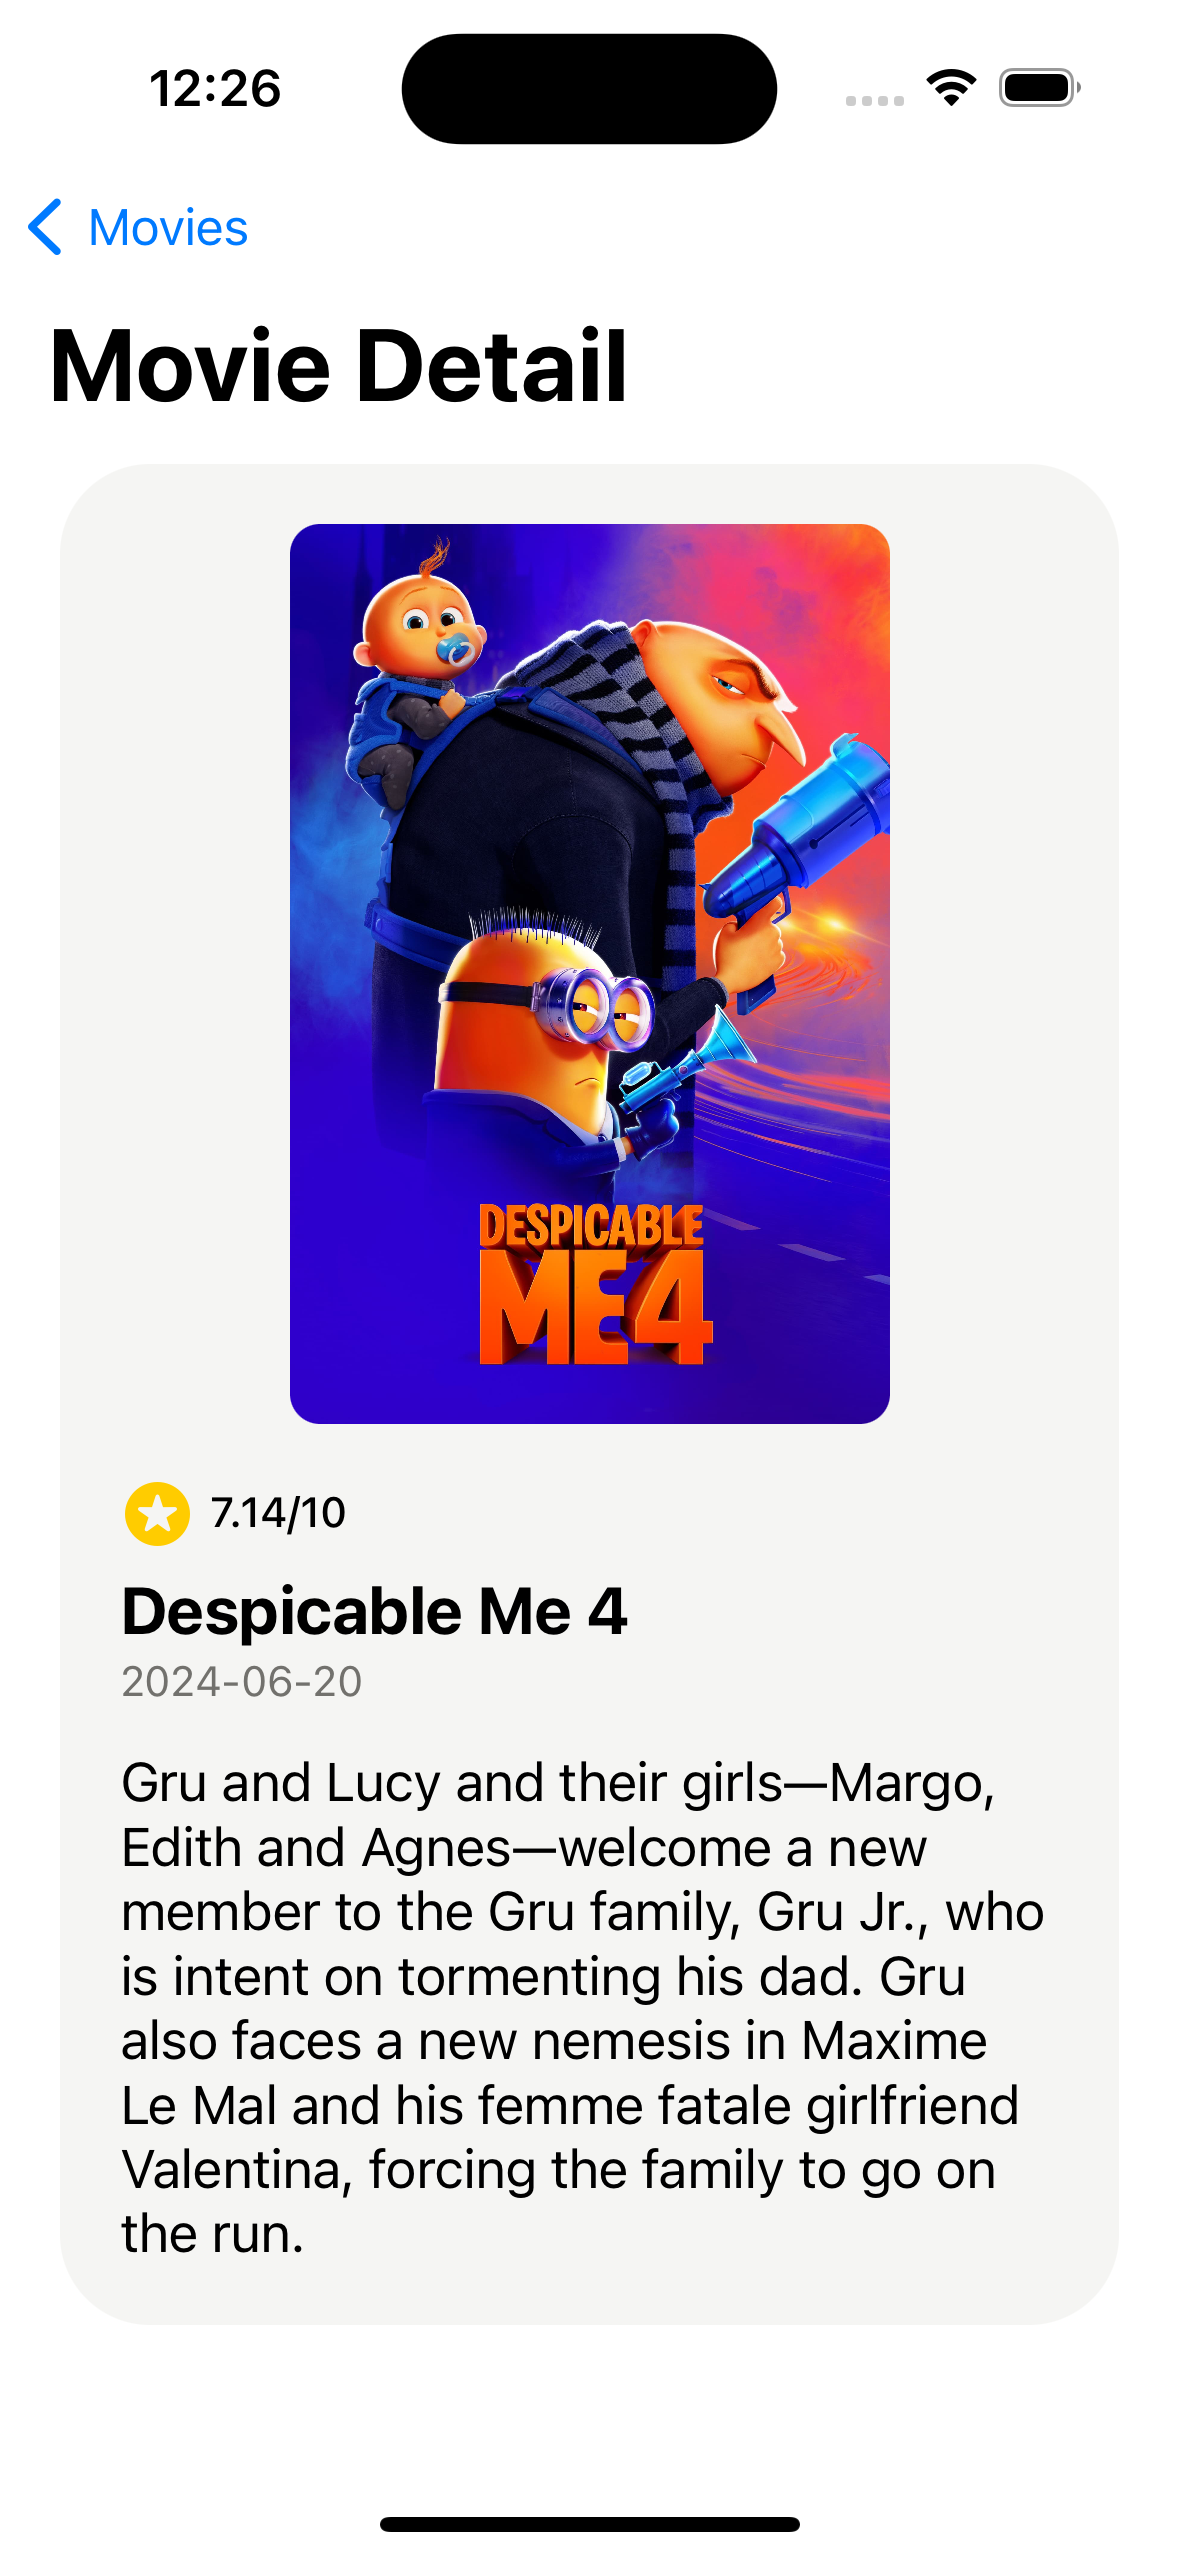 12:26
Movies
Movie Detail
DESPICABLE
ME 4
7.14/10
Despicable Me 4
2024-06-20
Gru and Lucy and their girls—Margo,
Edith and Agnes—welcome a new
member to the Gru family, Gru Jr., who
is intent on tormenting his dad. Gru
also faces a new nemesis in Maxime
Le Mal and his femme fatale girlfriend
Valentina, forcing the family to go on
the run.